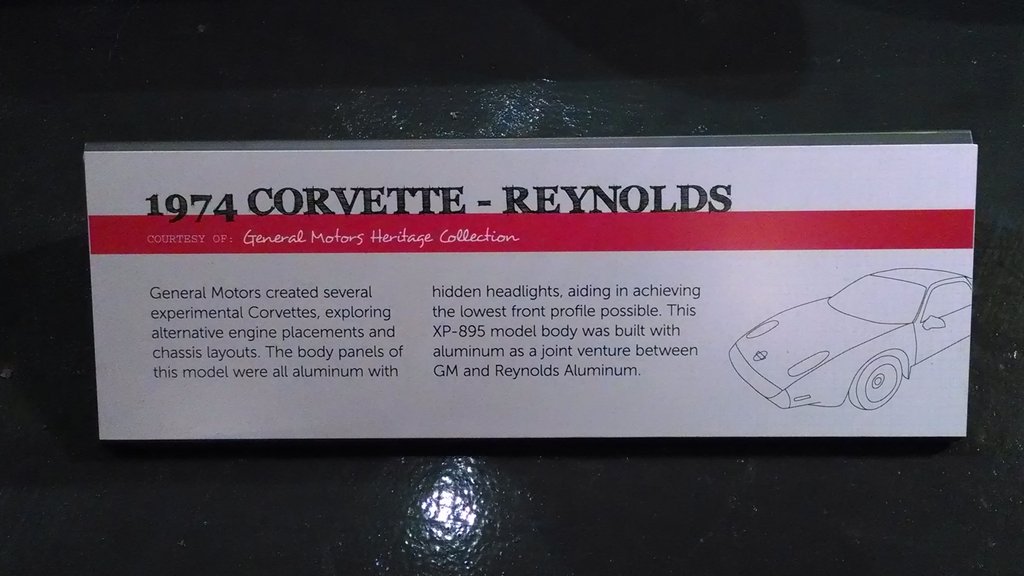 1974 CORVETTE - REYNOLDS
COURTESY OF: General Motors Heritage Collection
General Motors created several
experimental Corvettes, exploring
alternative engine placements and
chassis layouts. The body panels of
this model were all aluminum with
hidden headlights, aiding in achieving
the lowest front profile possible. This
XP-895 model body was built with
aluminum as a joint venture between
GM and Reynolds Aluminum.